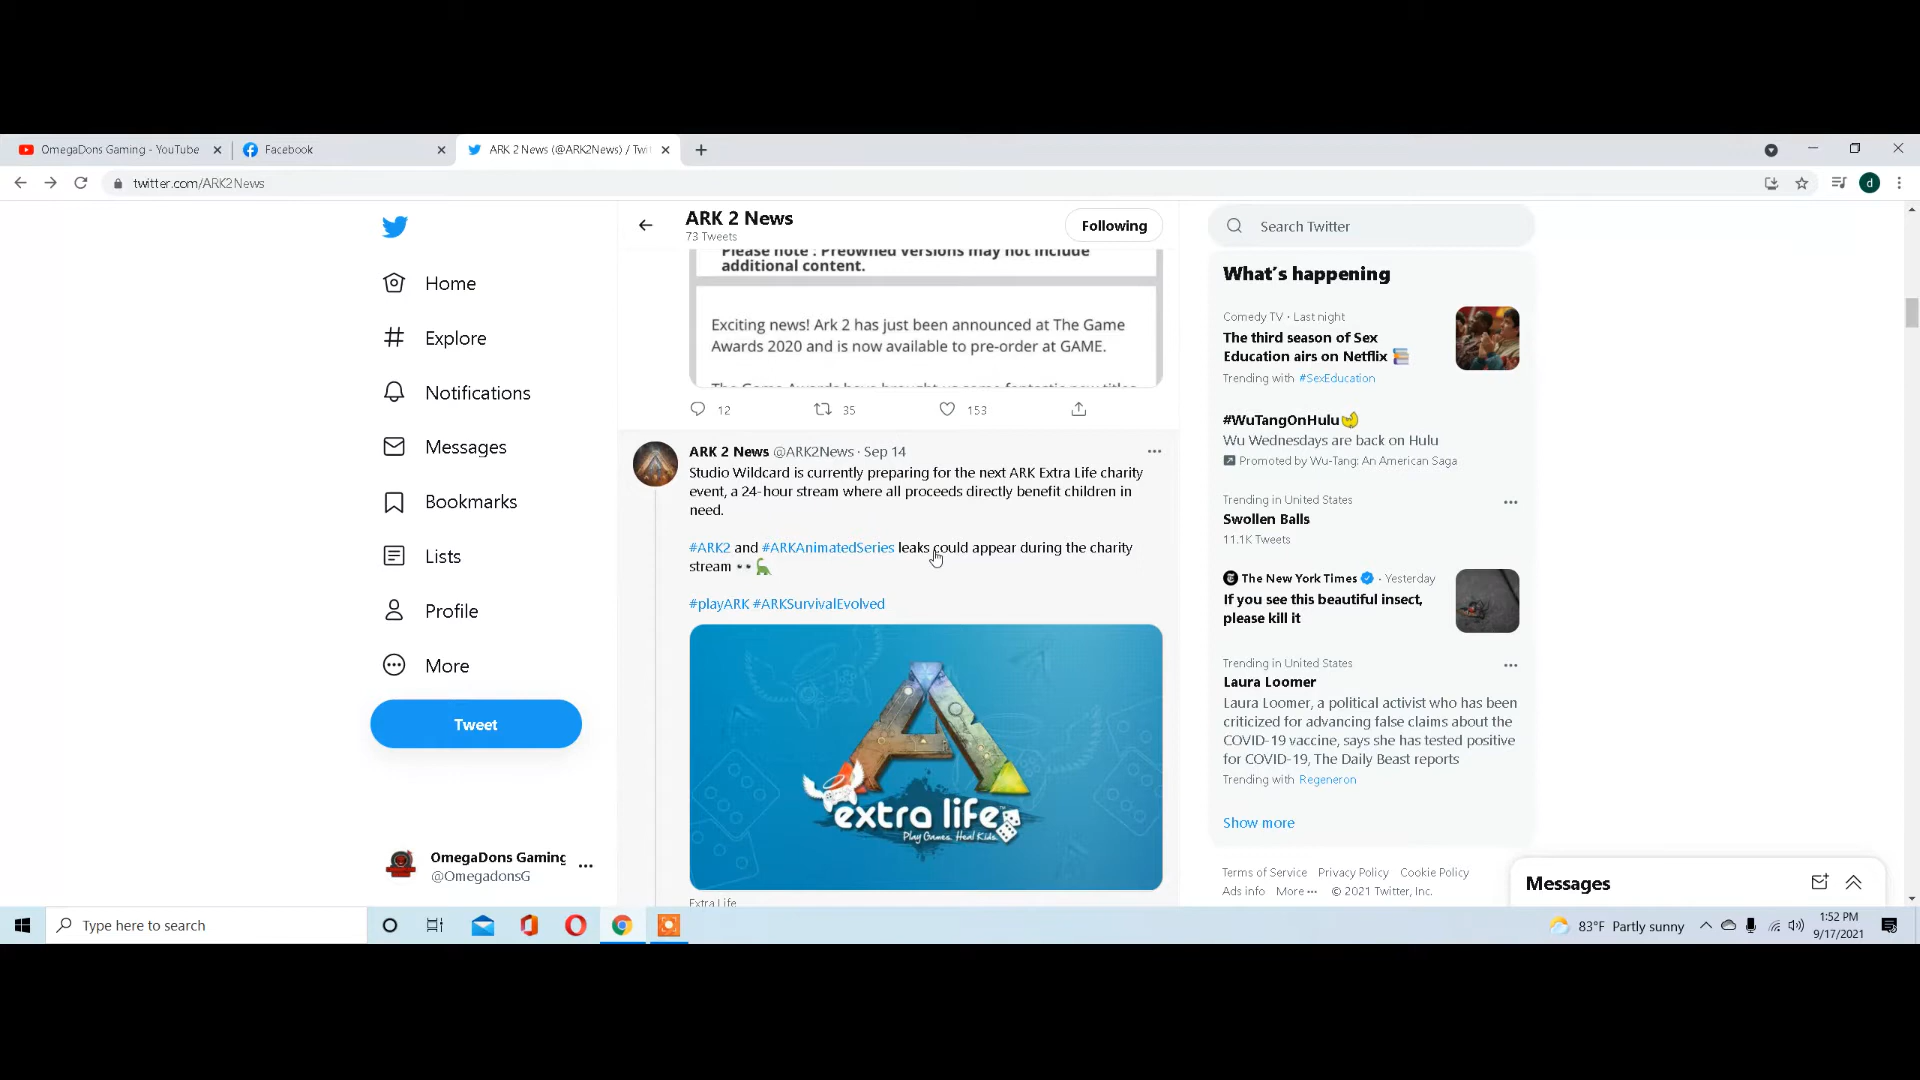 OmegaDons Gaming - YouTube
Facebook
ARK 2 News (@ARK2News) / Twi
twitter.com/ARK2News
d
Home
Explore
Notifications
Messages
Bookmarks
Lists
Profile
More
Tweet
OmegaDons Gaming
@OmegadonsG
ARK 2 News
73 Tweets
Following
Please note : Preowned versions may not include
additional content.
Exciting news! Ark 2 has just been announced at The Game
Awards 2020 and is now available to pre-order at GAME.
The Game Awards have brought us some fantastic new titles
12
35
153
ARK 2 News @ARK2News · Sep 14
Studio Wildcard is currently preparing for the next ARK Extra Life charity
event, a 24-hour stream where all proceeds directly benefit children in
need.
#ARK2 and #ARKAnimatedSeries leaks could appear during the charity
stream 👀🦕
#playARK #ARKSurvivalEvolved
extra life
Play Games. Heal Kids.
Extra Life
Search Twitter
What's happening
Comedy TV · Last night
The third season of Sex
Education airs on Netflix 📚
Trending with #SexEducation
#WuTangOnHulu
Wu Wednesdays are back on Hulu
Promoted by Wu-Tang: An American Saga
Trending in United States
Swollen Balls
11.1K Tweets
The New York Times · Yesterday
If you see this beautiful insect,
please kill it
Trending in United States
Laura Loomer
Laura Loomer, a political activist who has been
criticized for advancing false claims about the
COVID-19 vaccine, says she has tested positive
for COVID-19, The Daily Beast reports
Trending with Regeneron
Show more
Terms of Service Privacy Policy Cookie Policy
Ads info More ··· © 2021 Twitter, Inc.
Messages
Type here to search
83°F Partly sunny
1:52 PM
9/17/2021